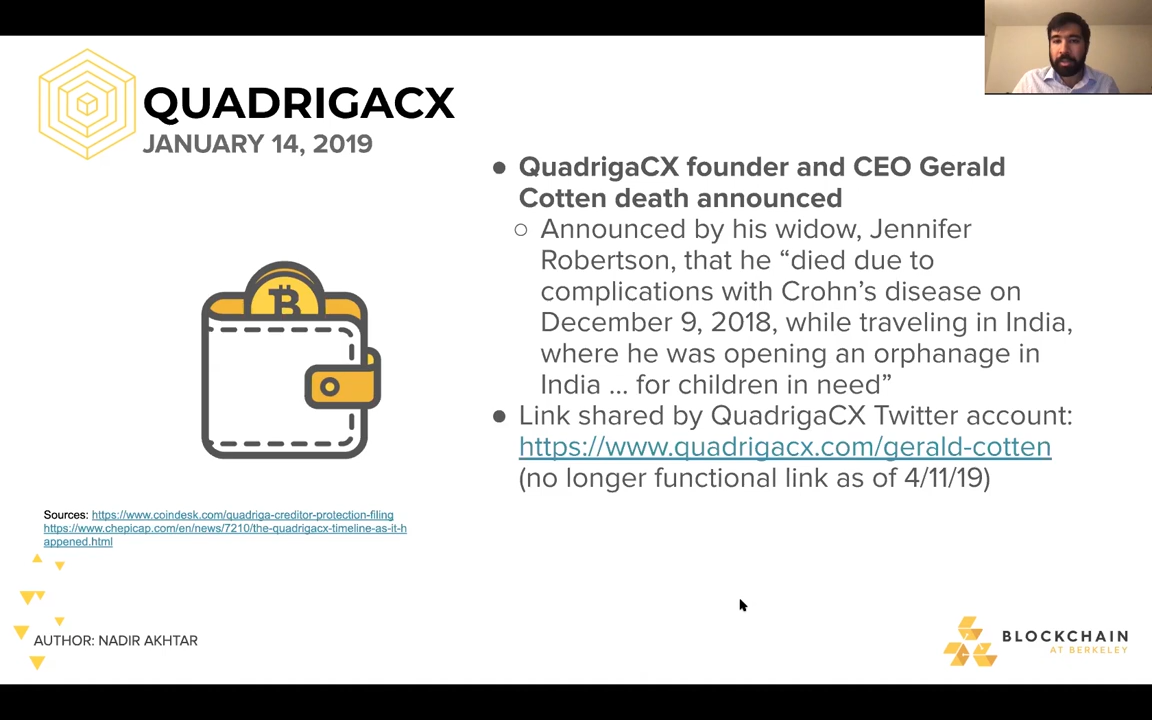 QUADRIGACX
JANUARY 14, 2019
● QuadrigaCX founder and CEO Gerald
Cotten death announced
○ Announced by his widow, Jennifer
Robertson, that he “died due to
complications with Crohn’s disease on
December 9, 2018, while traveling in India,
where he was opening an orphanage in
India ... for children in need”
● Link shared by QuadrigaCX Twitter account:
https://www.quadrigacx.com/gerald-cotten
(no longer functional link as of 4/11/19)
Sources: https://www.coindesk.com/quadriga-creditor-protection-filing
https://www.chepicap.com/en/news/7210/the-quadrigacx-timeline-as-it-h
appened.html
AUTHOR: NADIR AKHTAR
BLOCKCHAIN
AT BERKELEY